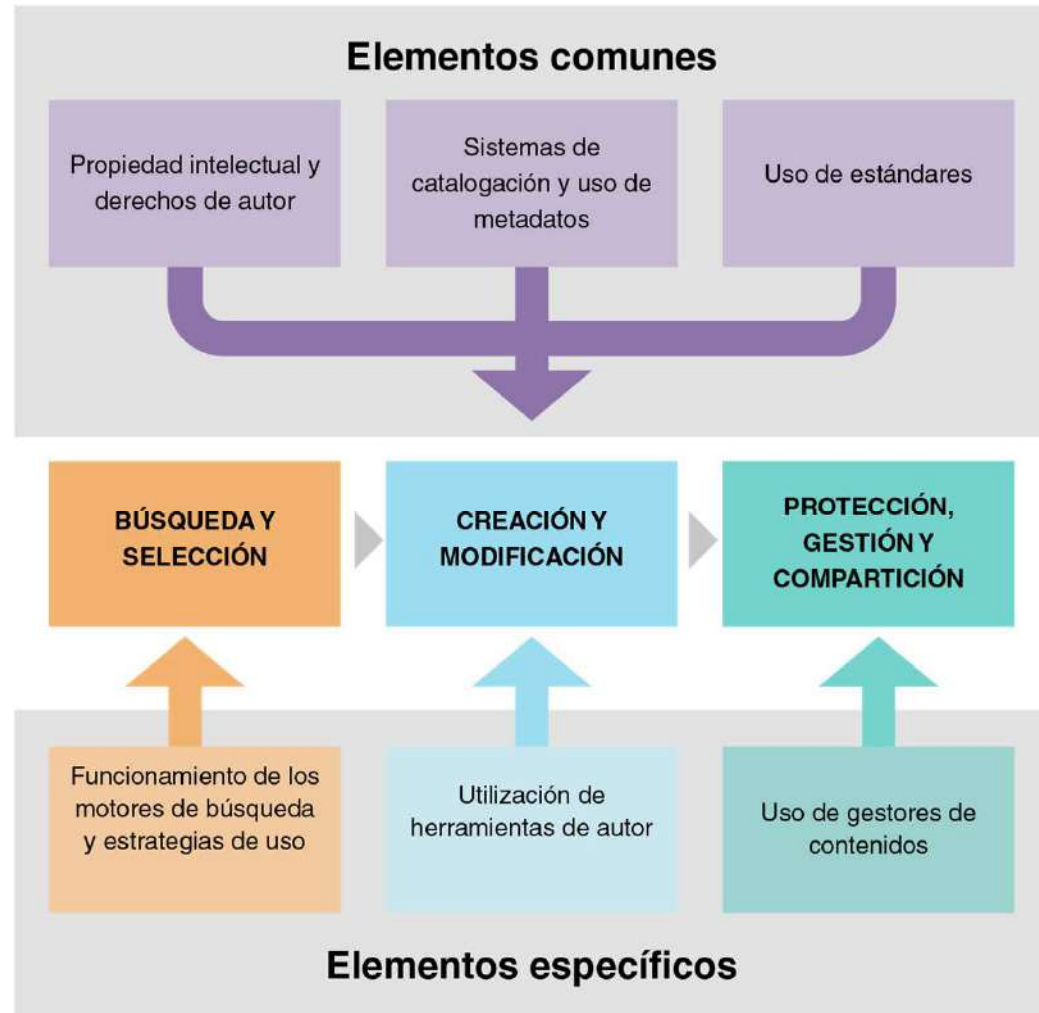 Elementos comunes
Propiedad intelectual y
derechos de autor
Sistemas de
catalogación y uso de
metadatos
Uso de estándares
BÚSQUEDA Y
SELECCIÓN
CREACIÓN Y
MODIFICACIÓN
PROTECCIÓN,
GESTIÓN Y
COMPARTICIÓN
Funcionamiento de los
motores de búsqueda
y estrategias de uso
Utilización de
herramientas de autor
Uso de gestores de
contenidos
Elementos específicos